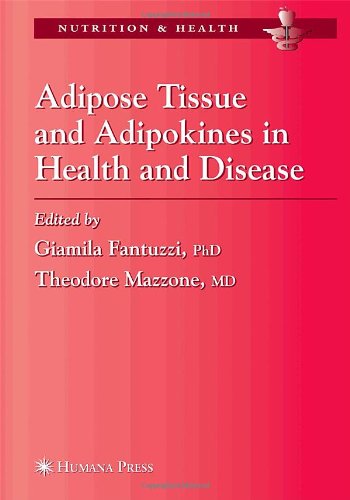 NUTRITION & HEALTH
Adipose Tissue
and Adipokines in
Health and Disease
Edited by
Giamila Fantuzzi, PhD
Theodore Mazzone, MD
HUMANA PRESS